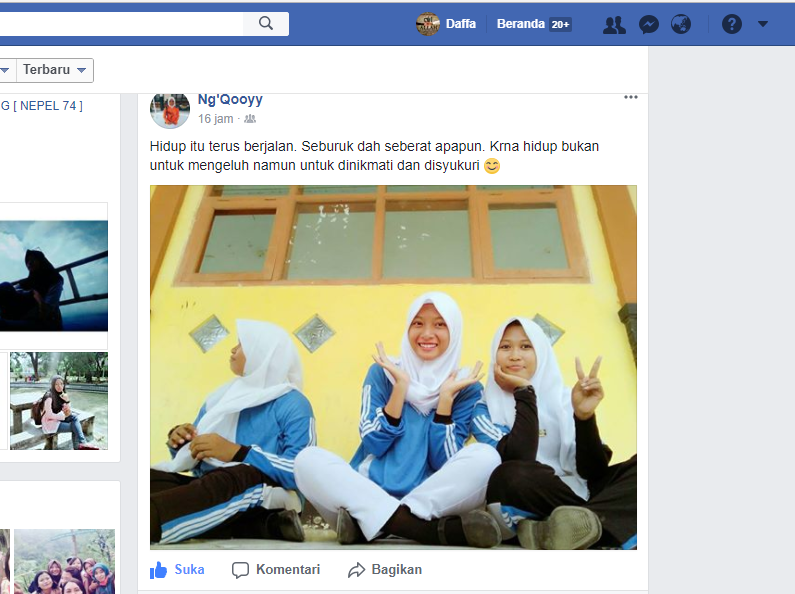 Daffa
Beranda 20+
Terbaru
G [ NEPEL 74 ]
Ng'Qooyy
16 jam
Hidup itu terus berjalan. Seburuk dah seberat apapun. Krna hidup bukan
untuk mengeluh namun untuk dinikmati dan disyukuri 😊
Suka
Komentari
Bagikan